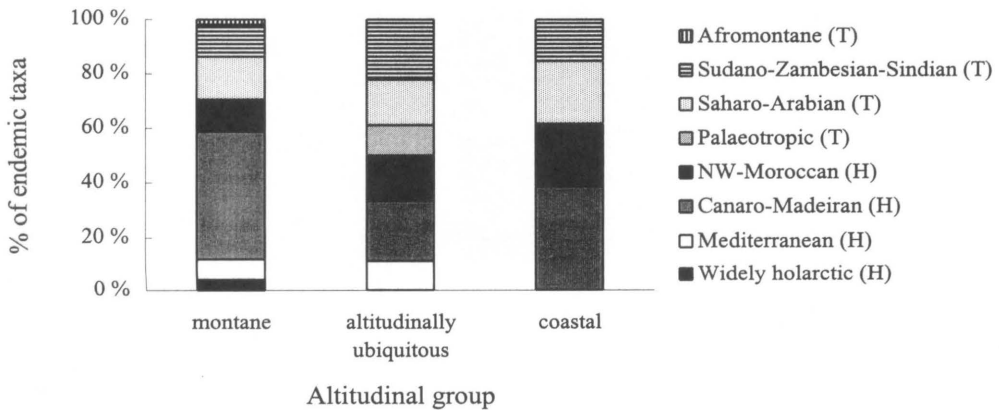 100 %
80 %
60 %
40 %
20 %
0 %
% of endemic taxa
montane
altitudinally
ubiquitous
coastal
Altitudinal group
Afromontane (T)
Sudano-Zambesian-Sindian (T)
Saharo-Arabian (T)
Palaeotropic (T)
NW-Moroccan (H)
Canaro-Madeiran (H)
Mediterranean (H)
Widely holarctic (H)